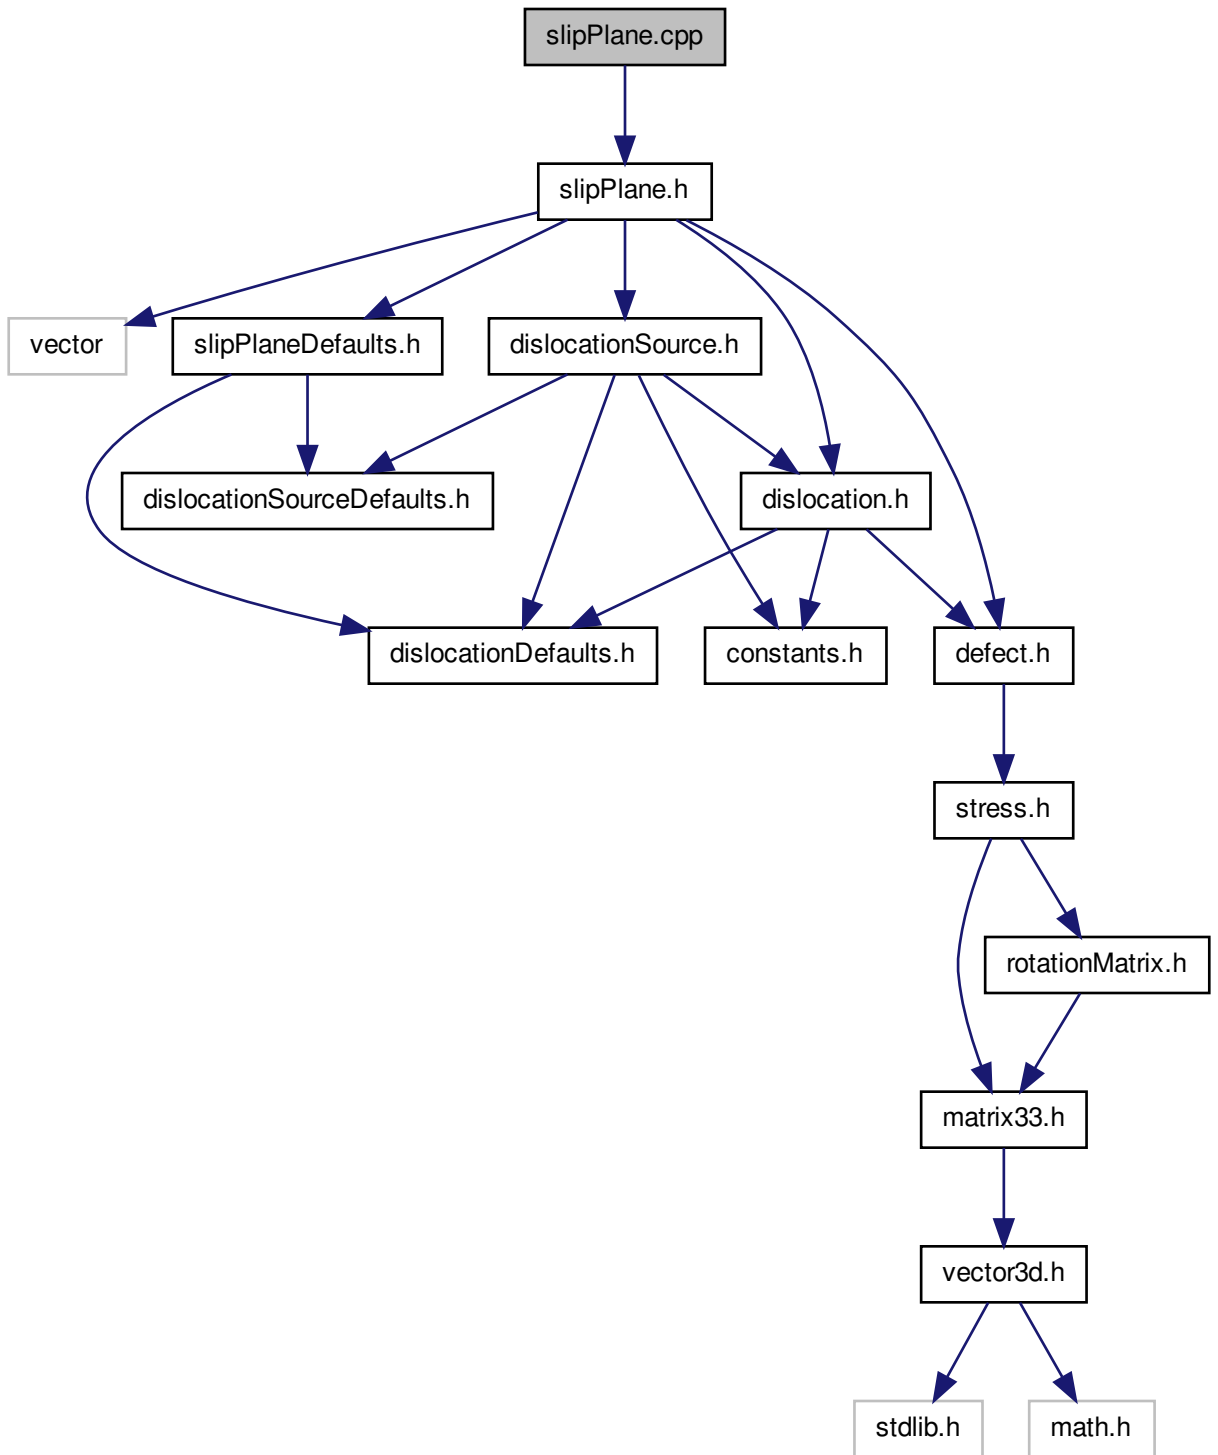 slipPlane.cpp
slipPlane.h
vector
slipPlaneDefaults.h
dislocationSource.h
dislocationSourceDefaults.h
dislocation.h
dislocationDefaults.h
constants.h
defect.h
stress.h
rotationMatrix.h
matrix33.h
vector3d.h
stdlib.h
math.h